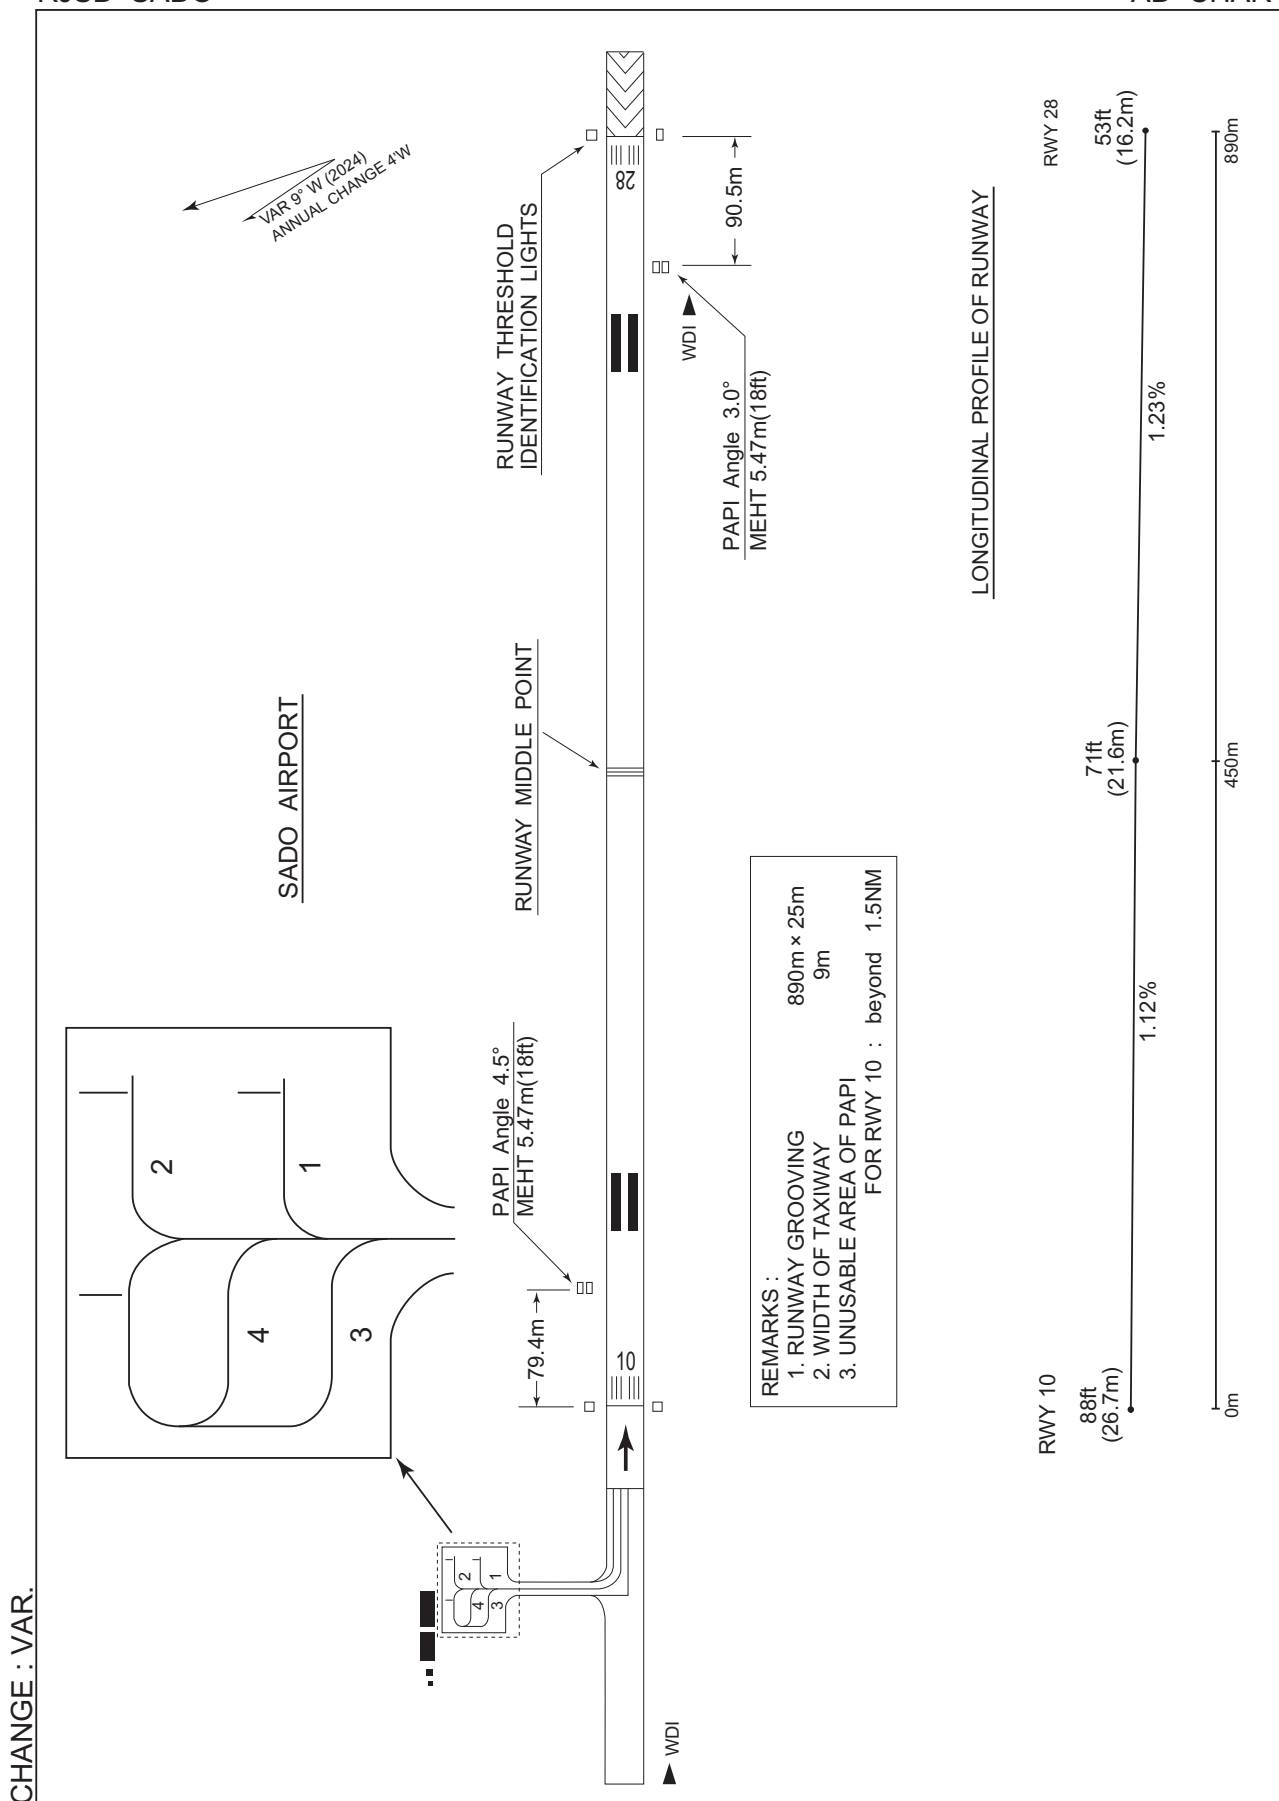 CHANGE : VAR.
SADO AIRPORT
VAR 9° W (2024)
ANNUAL CHANGE 4'W
2
1
4
3
2
1
4
3
PAPI Angle 4.5°
MEHT 5.47m(18ft)
79.4m
RUNWAY MIDDLE POINT
RUNWAY THRESHOLD
IDENTIFICATION LIGHTS
10
28
90.5m
WDI
WDI
PAPI Angle 3.0°
MEHT 5.47m(18ft)
REMARKS :
1. RUNWAY GROOVING 890m × 25m
2. WIDTH OF TAXIWAY 9m
3. UNUSABLE AREA OF PAPI
FOR RWY 10 : beyond 1.5NM
LONGITUDINAL PROFILE OF RUNWAY
RWY 10
88ft
(26.7m)
71ft
(21.6m)
RWY 28
53ft
(16.2m)
1.12%
1.23%
0m
450m
890m